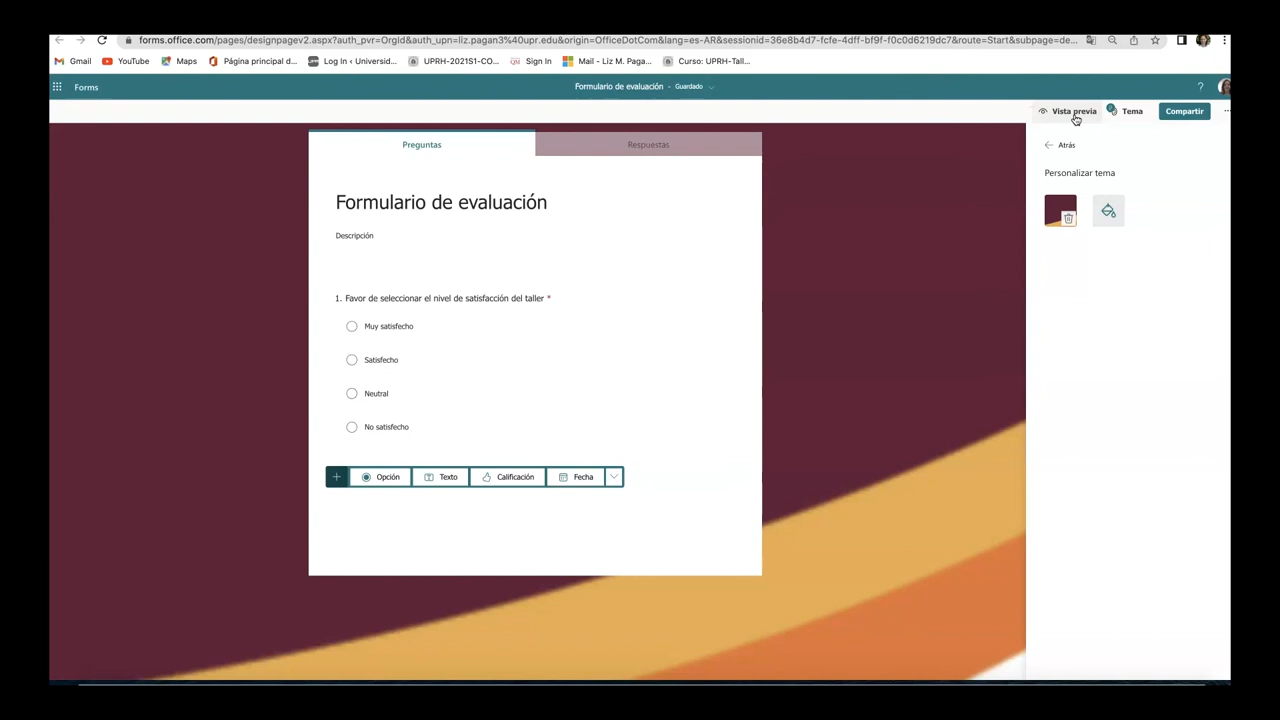 forms.office.com/pages/designpagev2.aspx?auth_pvr=OrgId&auth_upn=liz.pagan3%40upr.edu&origin=OfficeDotCom&lang=es-AR&sessionid=36e8b4d7-fcfe-4dff-bf9f-f0c0d6219dc7&route=Start&subpage=de...
Gmail YouTube Maps Página principal d... Log In ‹ Universid... UPRH-2021S1-CO... Sign In Mail - Liz M. Paga... Curso: UPRH-Tall...
Forms Formulario de evaluación - Guardado ?
Vista previa Tema Compartir ...
Preguntas Respuestas
Atrás
Personalizar tema
Formulario de evaluación
Descripción
1. Favor de seleccionar el nivel de satisfacción del taller *
Muy satisfecho
Satisfecho
Neutral
No satisfecho
+ Opción Texto Calificación Fecha